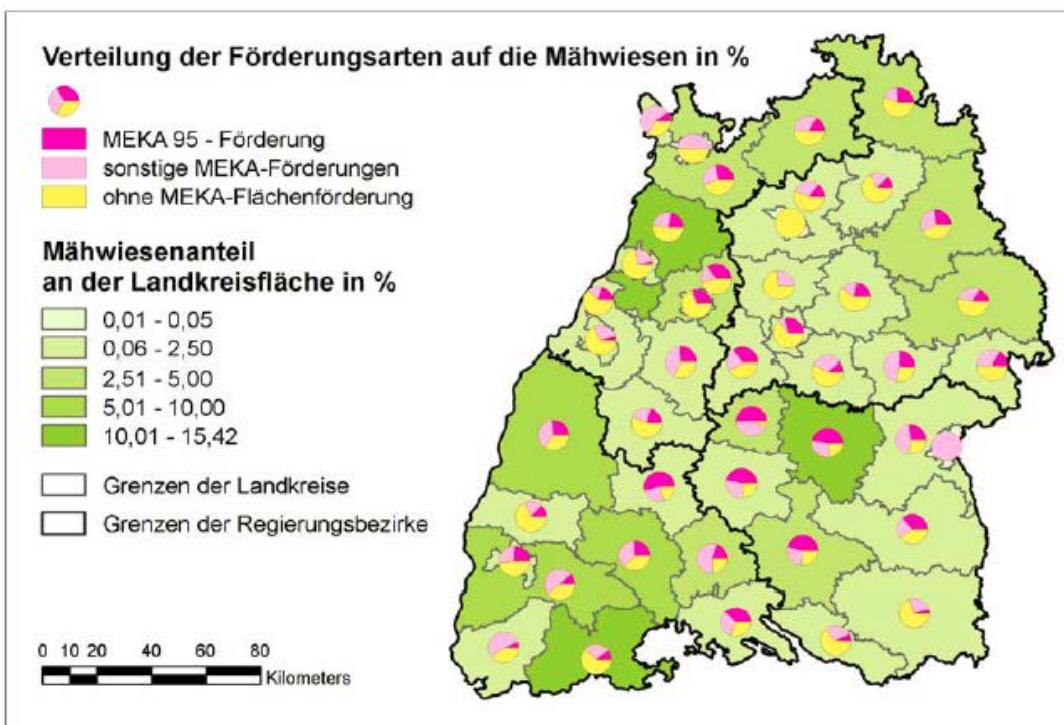 Verteilung der Förderungsarten auf die Mähwiesen in %
MEKA 95 - Förderung
sonstige MEKA-Förderungen
ohne MEKA-Flächenförderung
Mähwiesenanteil
an der Landkreisfläche in %
0,01 - 0,05
0,06 - 2,50
2,51 - 5,00
5,01 - 10,00
10,01 - 15,42
Grenzen der Landkreise
Grenzen der Regierungsbezirke
0 10 20 40 60 80
Kilometers